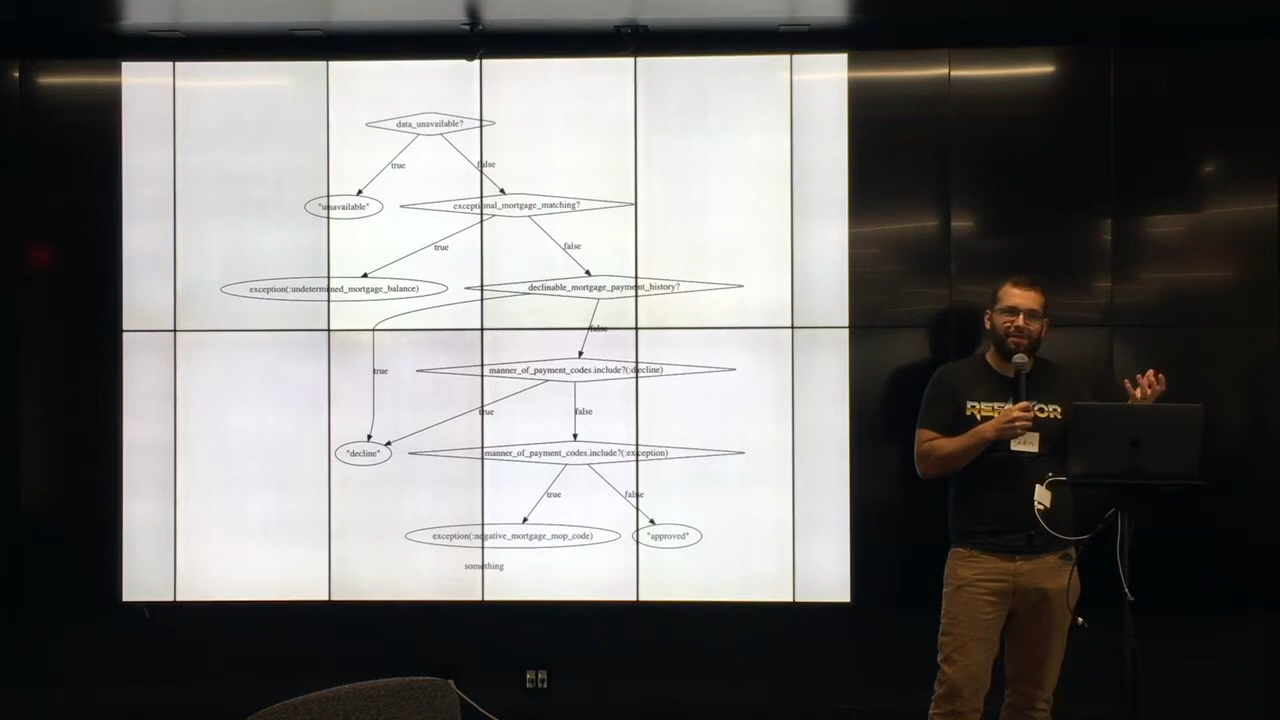 data_unavailable?
true
false
"unavailable"
exceptional_mortgage_matching?
true
false
exception(:undetermined_mortgage_balance)
declinable_mortgage_payment_history?
false
true
manner_of_payment_codes.include?(:decline)
true
false
"decline"
manner_of_payment_codes.include?(:exception)
true
false
exception(:negative_mortgage_mop_code)
"approved"
something
REFACTOR